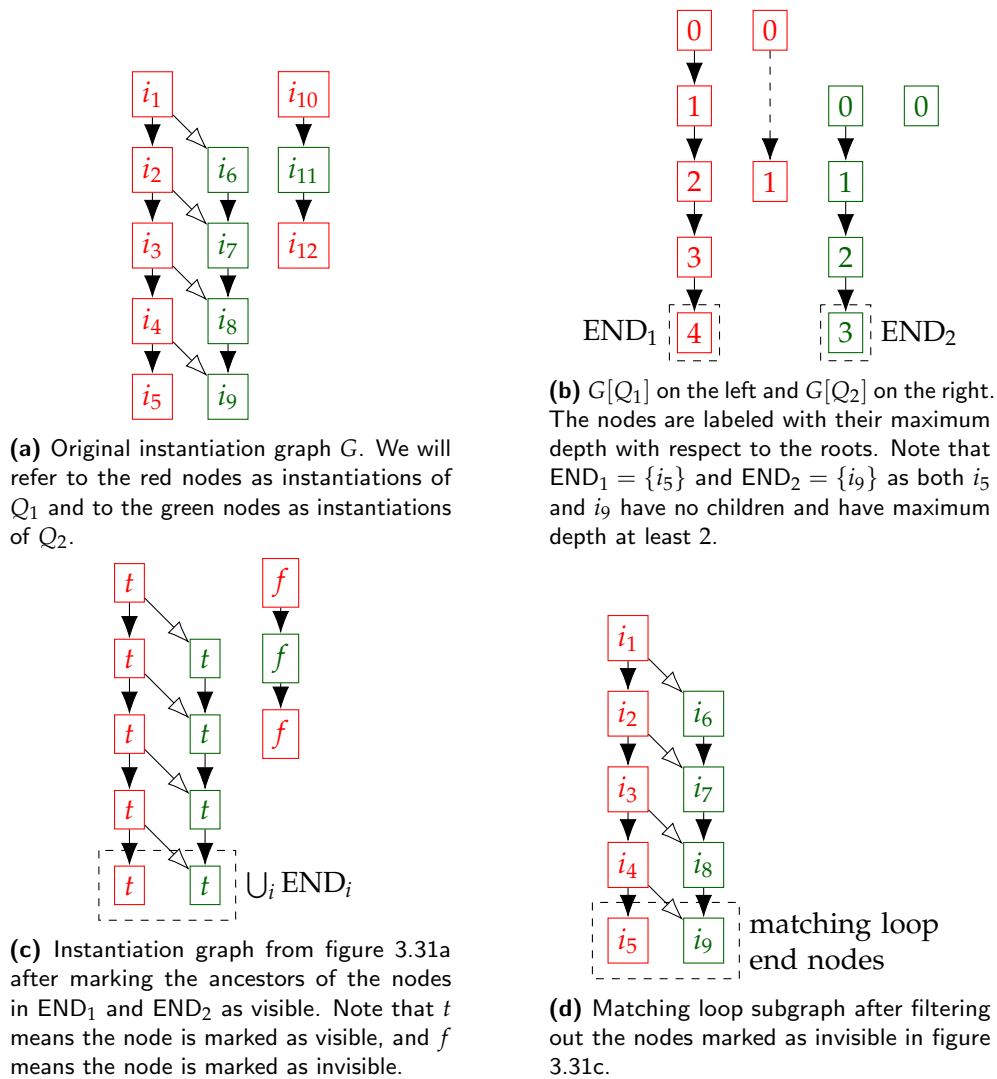 i1 i10
i2 i6 i11
i3 i7 i12
i4 i8
i5 i9
(a) Original instantiation graph G. We will
refer to the red nodes as instantiations of
Q1 and to the green nodes as instantiations
of Q2.
0 0
1 0 0
2 1 1
3 2
END1 4 3 END2
(b) G[Q1] on the left and G[Q2] on the right.
The nodes are labeled with their maximum
depth with respect to the roots. Note that
END1 = {i5} and END2 = {i9} as both i5
and i9 have no children and have maximum
depth at least 2.
t f
t t f
t t f
t t
t t ⋃i ENDi
(c) Instantiation graph from figure 3.31a
after marking the ancestors of the nodes
in END1 and END2 as visible. Note that t
means the node is marked as visible, and f
means the node is marked as invisible.
i1
i2 i6
i3 i7
i4 i8
i5 i9 matching loop
end nodes
(d) Matching loop subgraph after filtering
out the nodes marked as invisible in figure
3.31c.